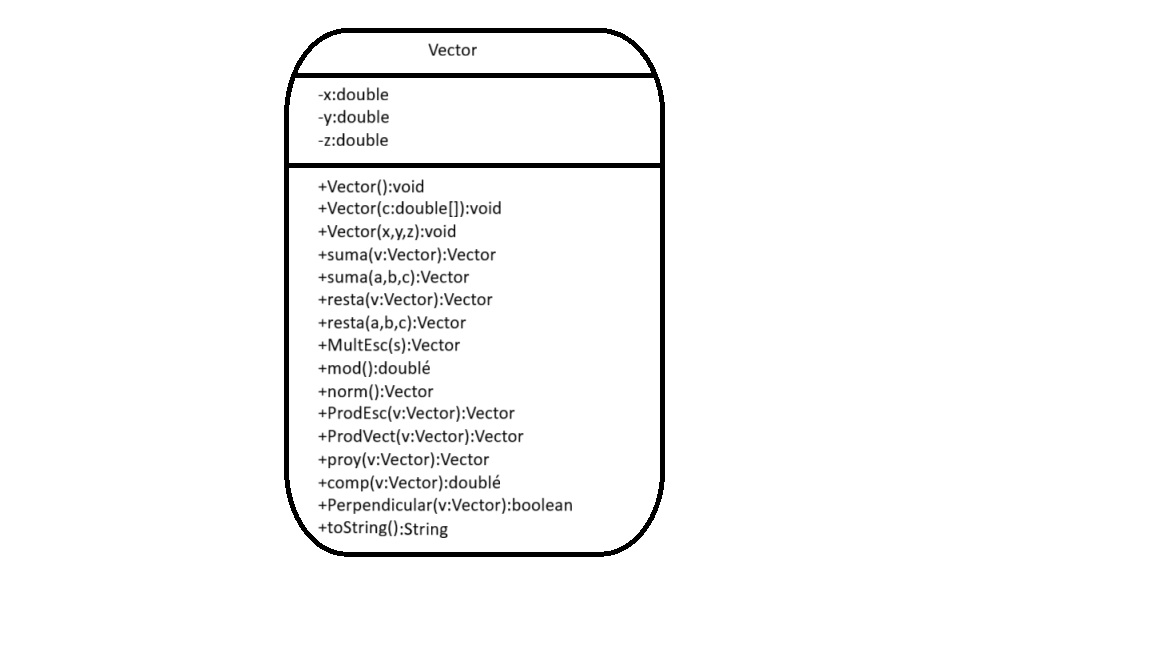 Vector
-x:double
-y:double
-z:double
+Vector():void
+Vector(c:double[]):void
+Vector(x,y,z):void
+suma(v:Vector):Vector
+suma(a,b,c):Vector
+resta(v:Vector):Vector
+resta(a,b,c):Vector
+MultEsc(s):Vector
+mod():doublé
+norm():Vector
+ProdEsc(v:Vector):Vector
+ProdVect(v:Vector):Vector
+proy(v:Vector):Vector
+comp(v:Vector):doublé
+Perpendicular(v:Vector):boolean
+toString():String